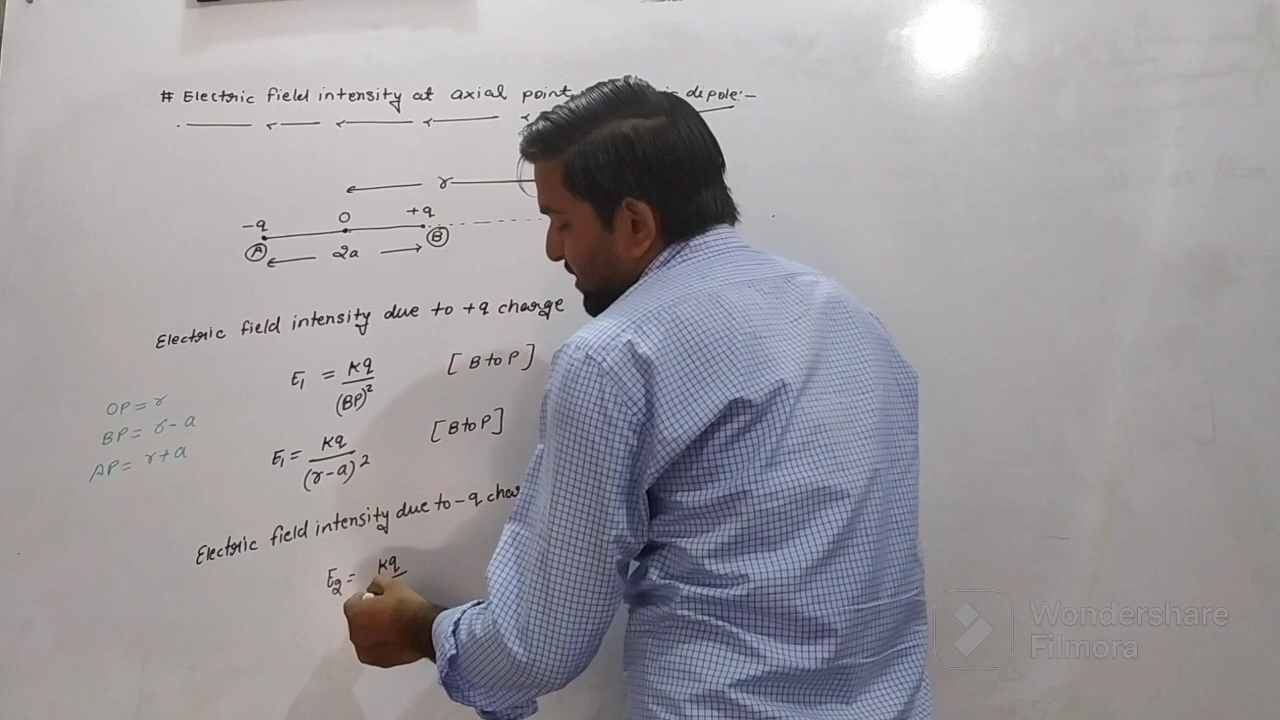 # Electric field intensity at axial point dipole:-
r
-q O +q
A 2a B
Electric field intensity due to +q charge
E₁ = Kq/(BP)² [B to P]
OP = r
BP = r-a
AP = r+a
E₁ = Kq/(r-a)² [B to P]
Electric field intensity due to -q
E₂ = Kq
Wondershare
Filmora